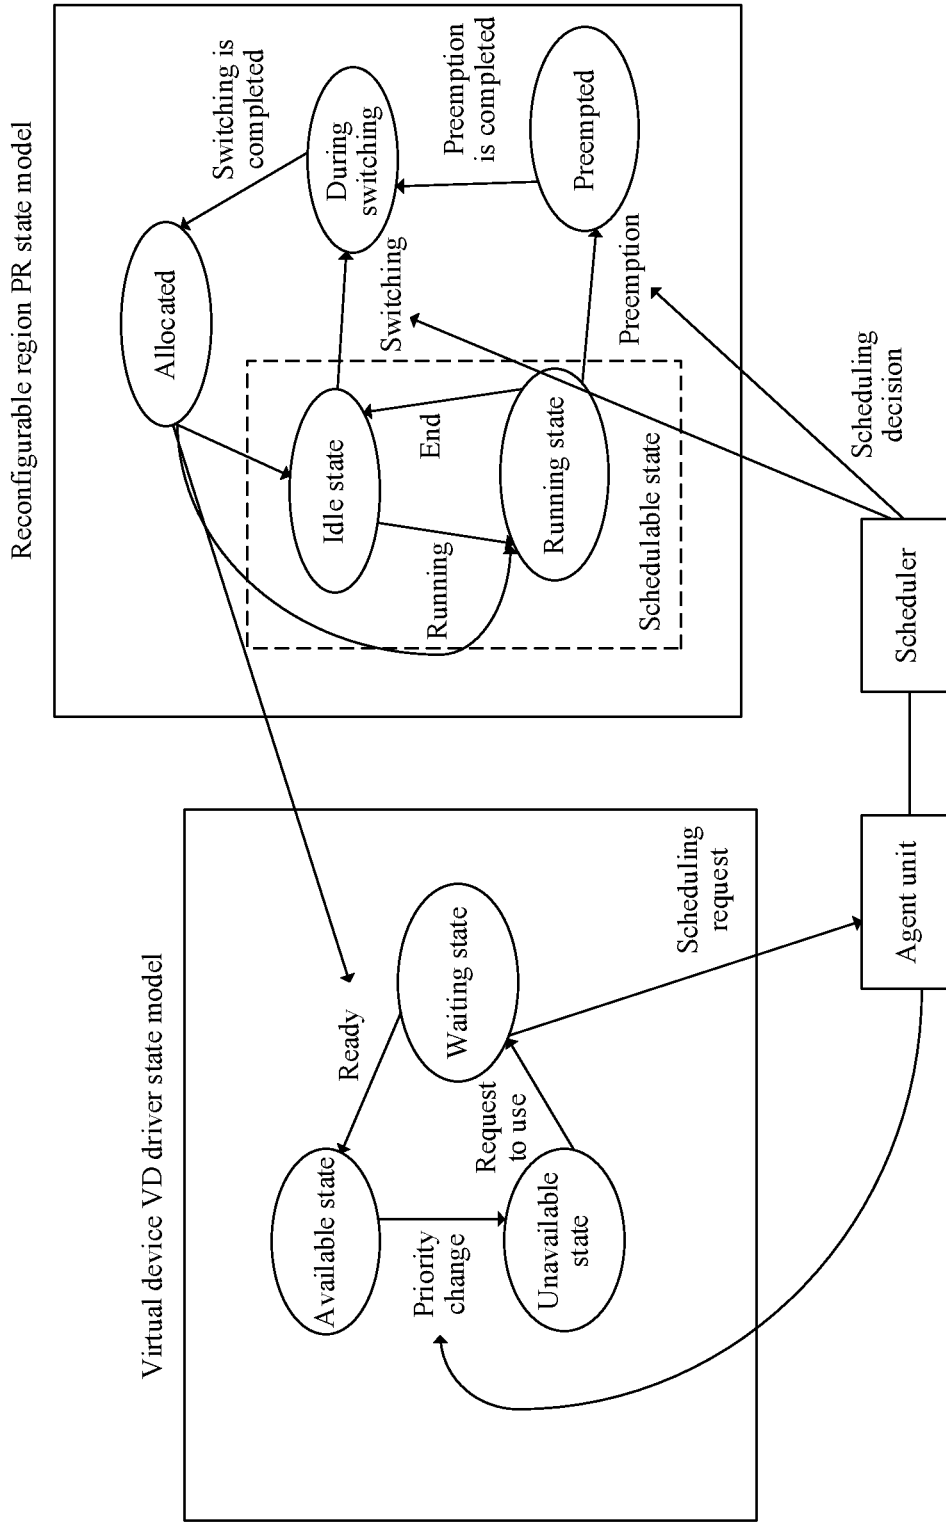 Virtual device VD driver state model
Available state
Ready
Waiting state
Priority
change
Request
to use
Unavailable
state
Scheduling
request
Agent unit
Reconfigurable region PR state model
Allocated
Switching is
completed
Idle state
During
switching
Switching
Running
End
Preemption
is completed
Running state
Preemption
Preempted
Schedulable state
Scheduler
Scheduling
decision